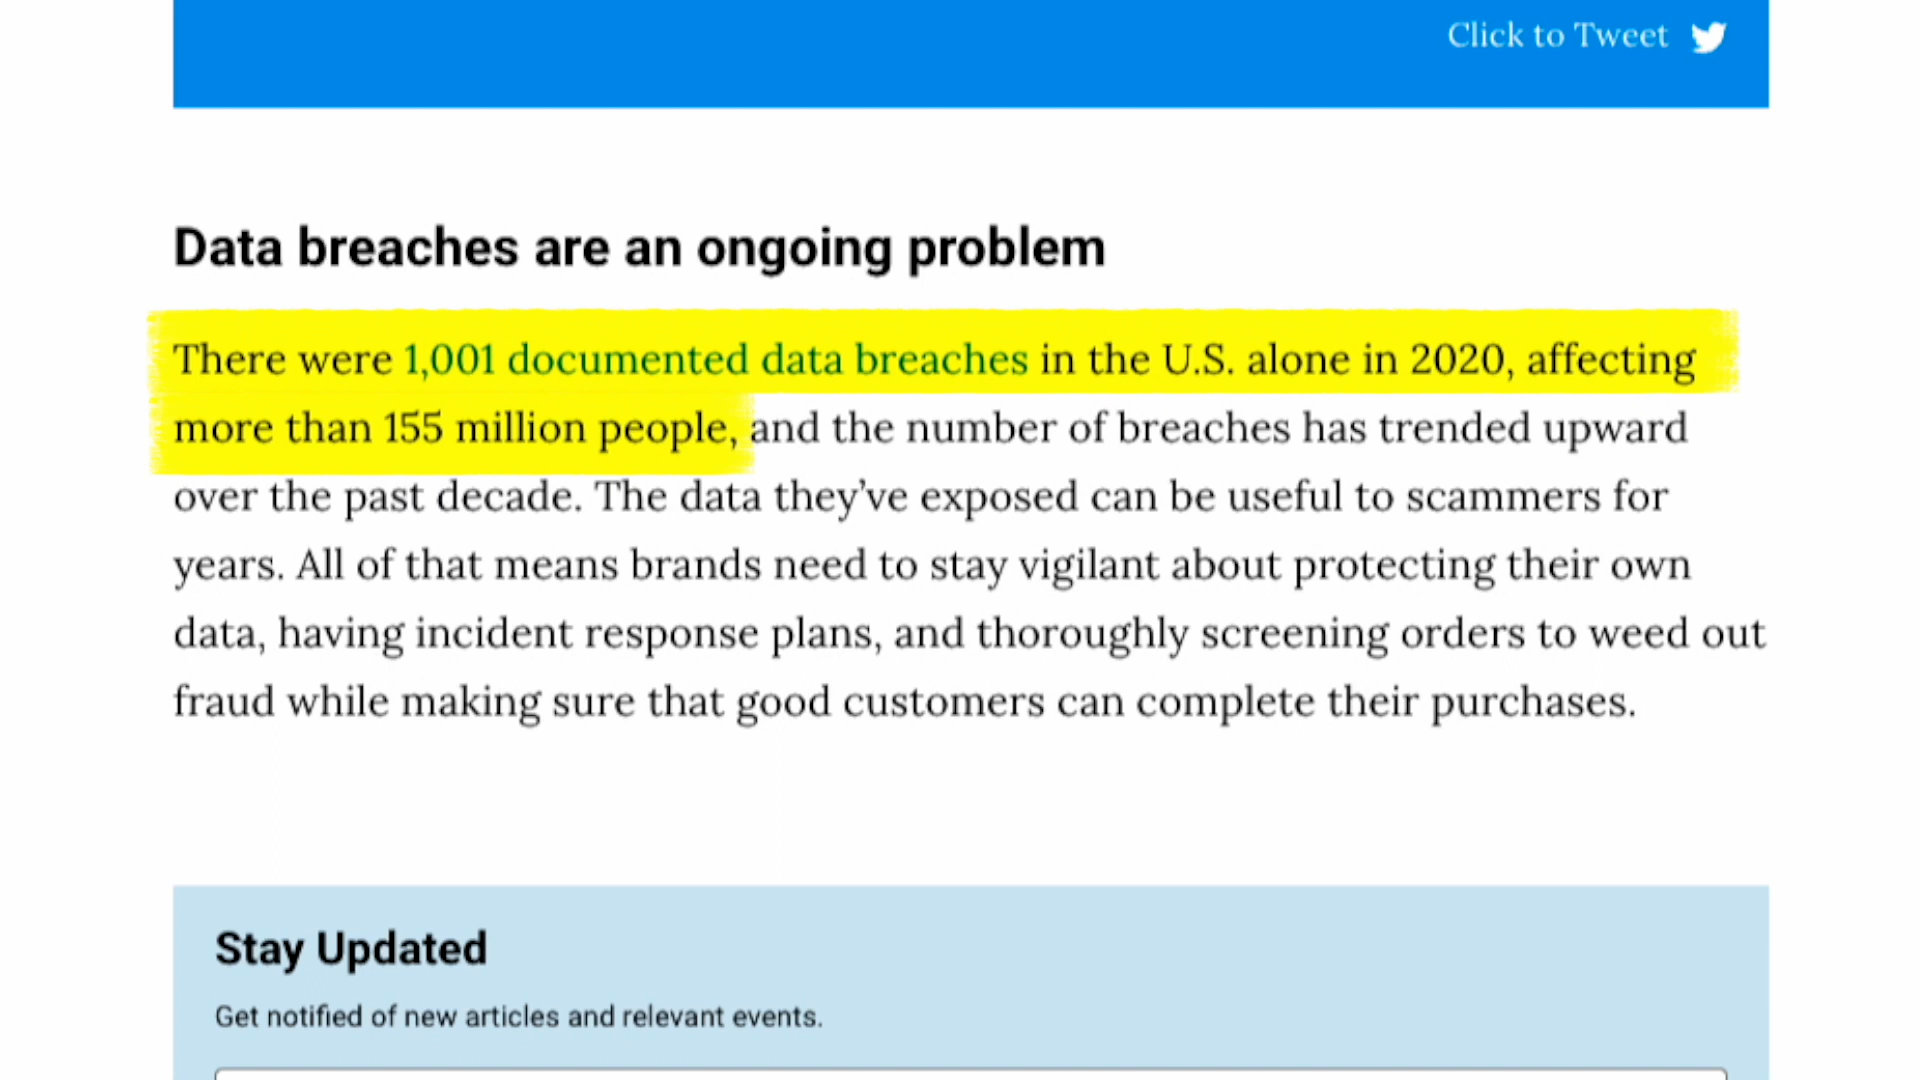 Click to Tweet
Data breaches are an ongoing problem
There were 1,001 documented data breaches in the U.S. alone in 2020, affecting
more than 155 million people, and the number of breaches has trended upward
over the past decade. The data they’ve exposed can be useful to scammers for
years. All of that means brands need to stay vigilant about protecting their own
data, having incident response plans, and thoroughly screening orders to weed out
fraud while making sure that good customers can complete their purchases.
Stay Updated
Get notified of new articles and relevant events.